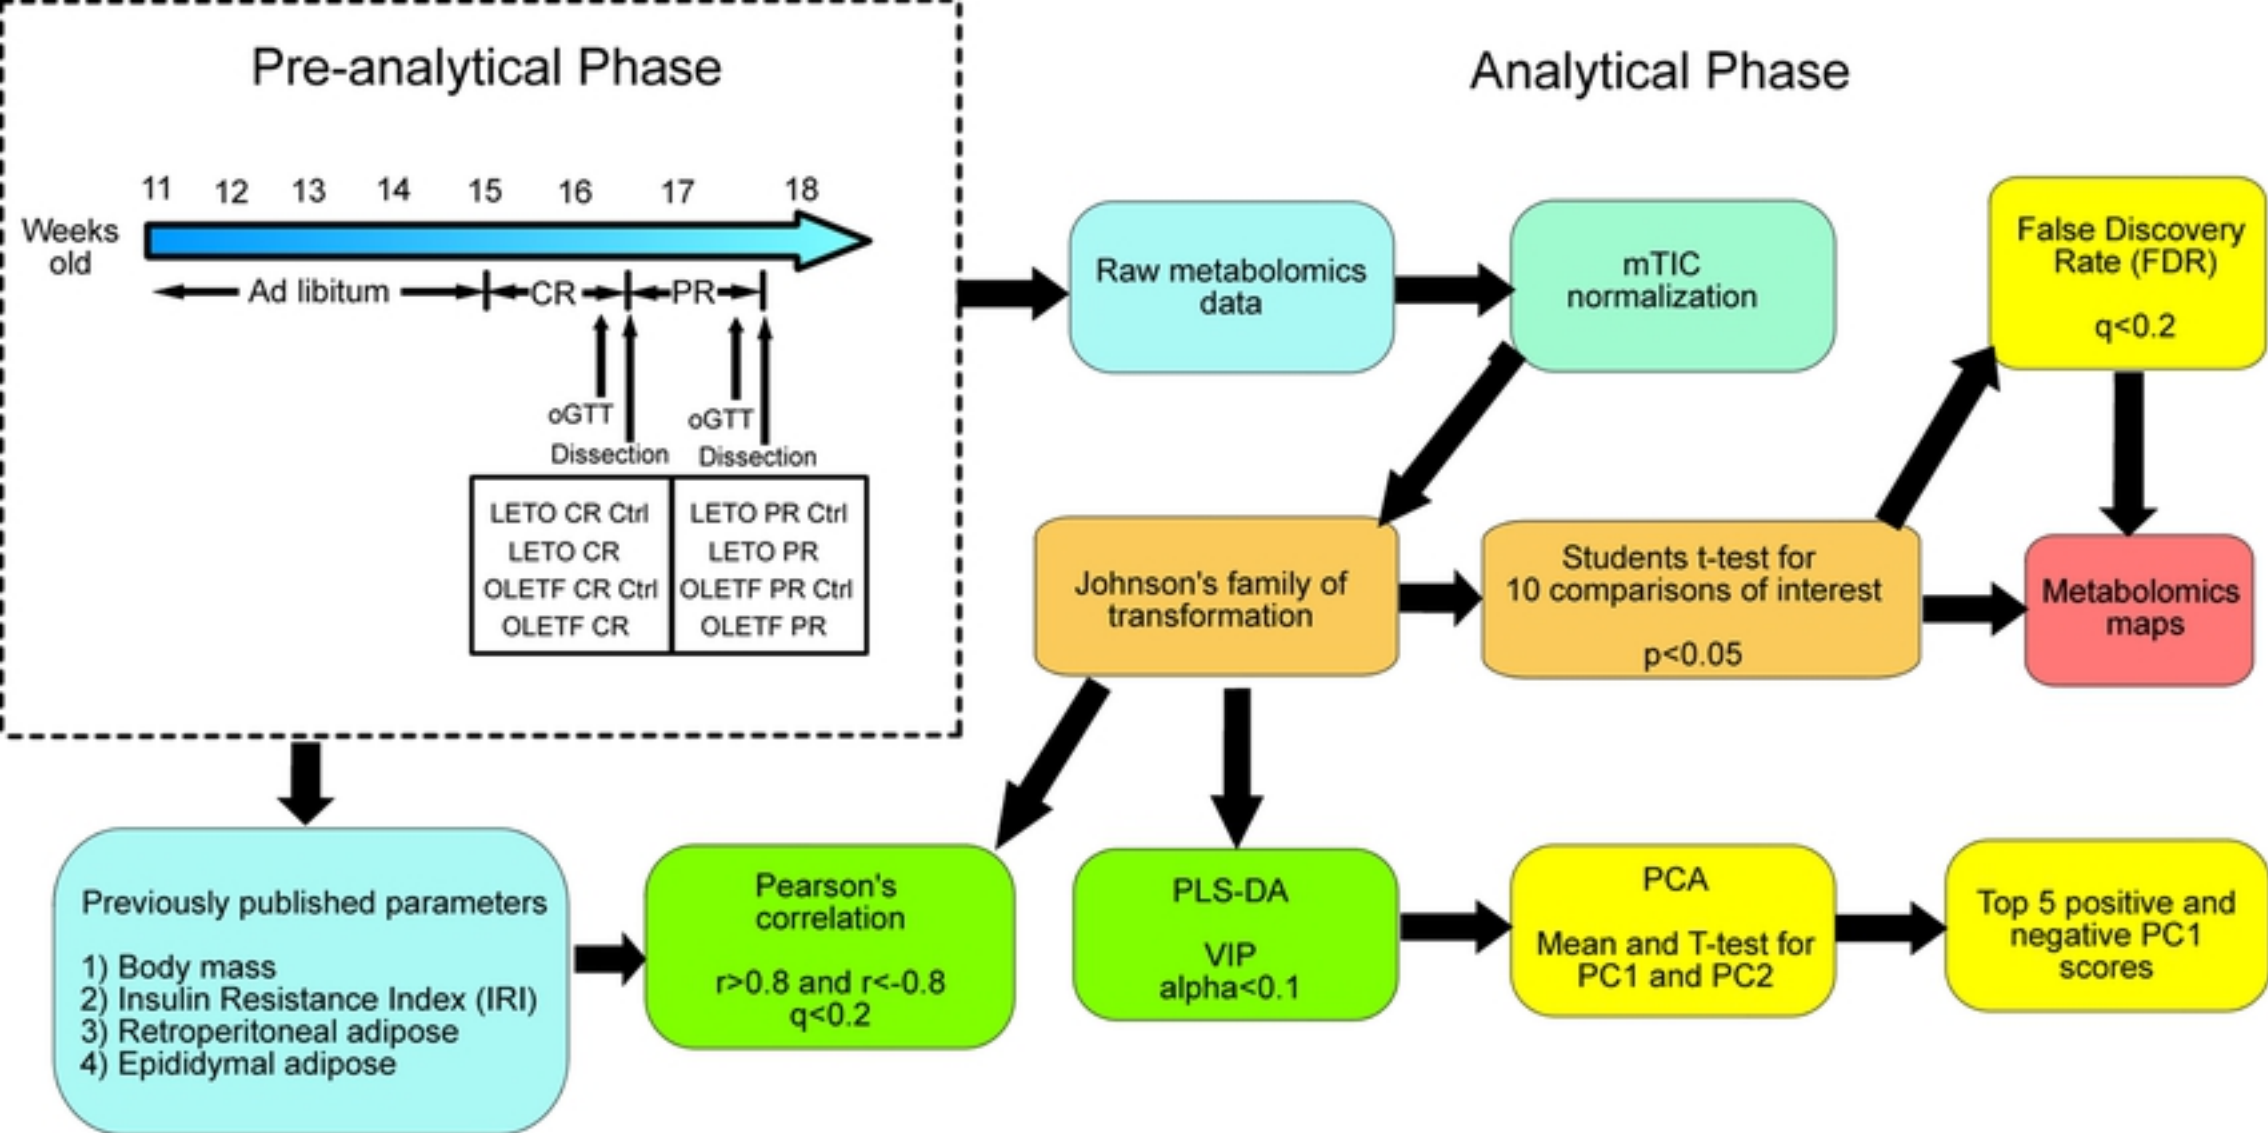 Pre-analytical Phase
11 12 13 14 15 16 17 18
Weeks
old
Ad libitum CR PR
oGTT oGTT
Dissection Dissection
LETO CR Ctrl
LETO CR
OLETF CR Ctrl
OLETF CR
LETO PR Ctrl
LETO PR
OLETF PR Ctrl
OLETF PR
Analytical Phase
Raw metabolomics
data
mTIC
normalization
False Discovery
Rate (FDR)
q<0.2
Johnson's family of
transformation
Students t-test for
10 comparisons of interest
p<0.05
Metabolomics
maps
Previously published parameters
1) Body mass
2) Insulin Resistance Index (IRI)
3) Retroperitoneal adipose
4) Epididymal adipose
Pearson's
correlation
r>0.8 and r<-0.8
q<0.2
PLS-DA
VIP
alpha<0.1
PCA
Mean and T-test for
PC1 and PC2
Top 5 positive and
negative PC1
scores